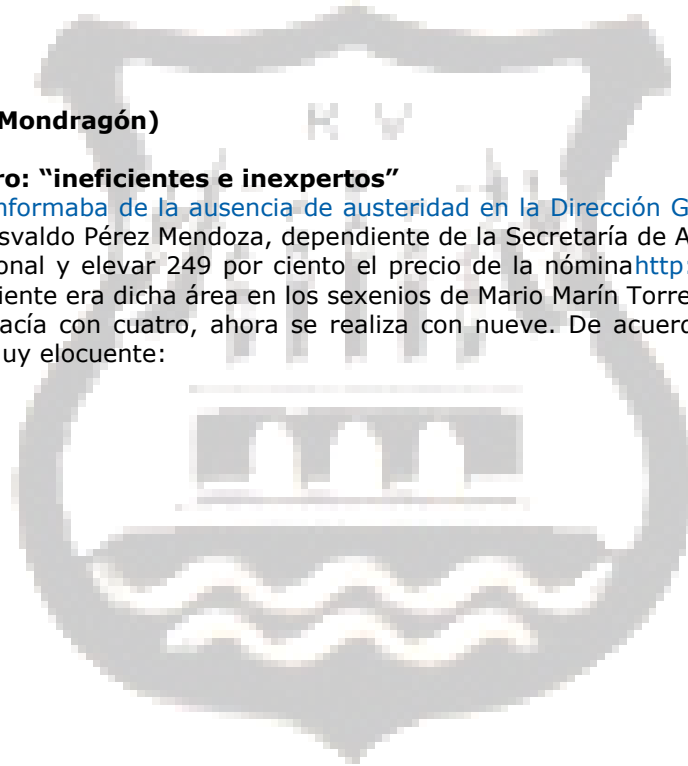 Mondragón)
K V
ro: “ineficientes e inexpertos”
nformaba de la ausencia de austeridad en la Dirección G
svaldo Pérez Mendoza, dependiente de la Secretaría de A
onal y elevar 249 por ciento el precio de la nóminahttp:
iente era dicha área en los sexenios de Mario Marín Torre
acía con cuatro, ahora se realiza con nueve. De acuerd
uy elocuente: